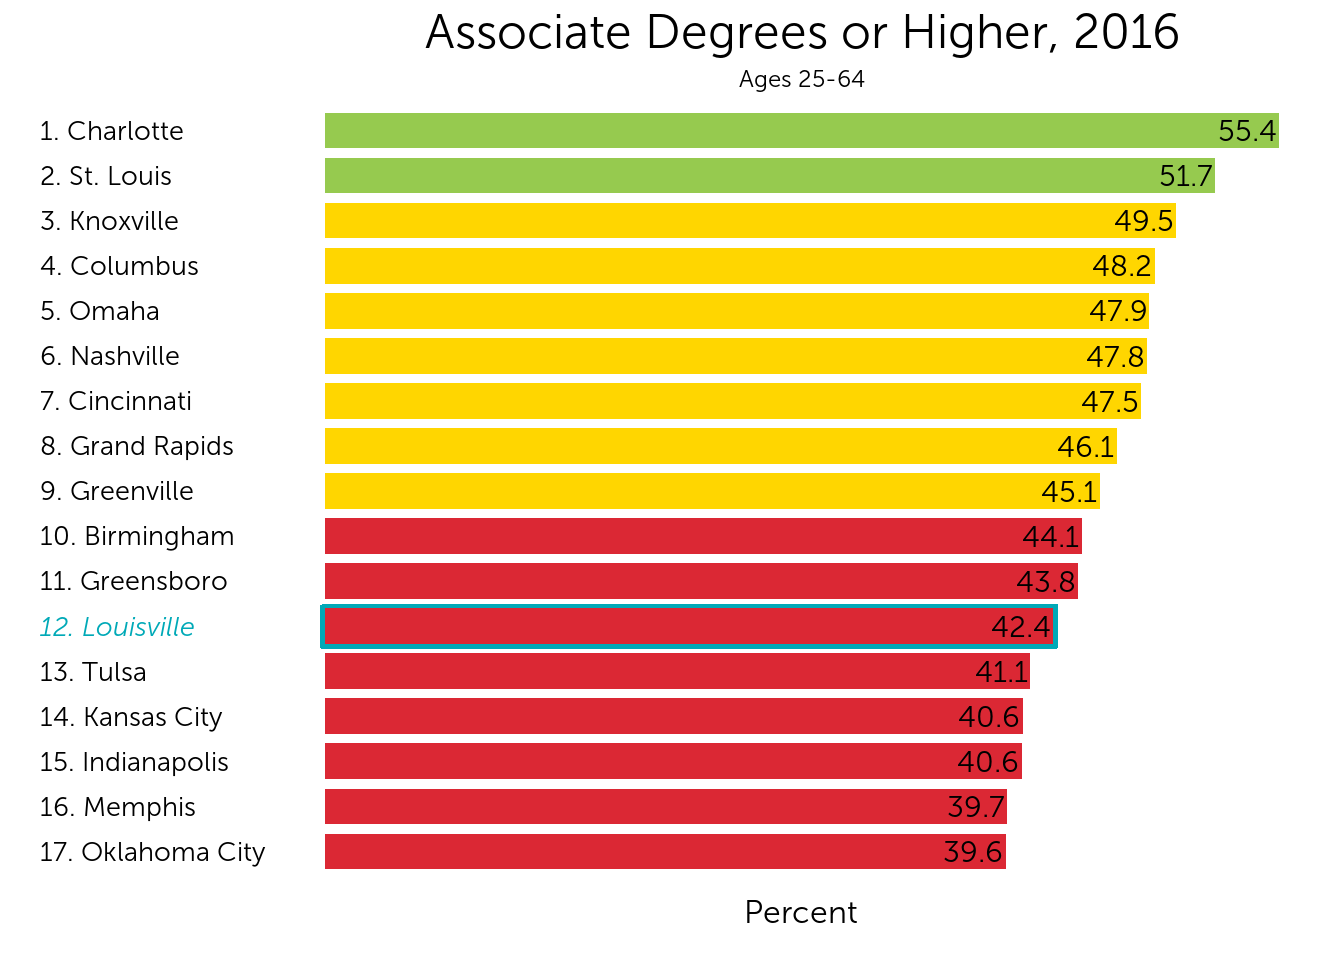 Associate Degrees or Higher, 2016
Ages 25-64
1. Charlotte 55.4
2. St. Louis 51.7
3. Knoxville 49.5
4. Columbus 48.2
5. Omaha 47.9
6. Nashville 47.8
7. Cincinnati 47.5
8. Grand Rapids 46.1
9. Greenville 45.1
10. Birmingham 44.1
11. Greensboro 43.8
12. Louisville 42.4
13. Tulsa 41.1
14. Kansas City 40.6
15. Indianapolis 40.6
16. Memphis 39.7
17. Oklahoma City 39.6
Percent